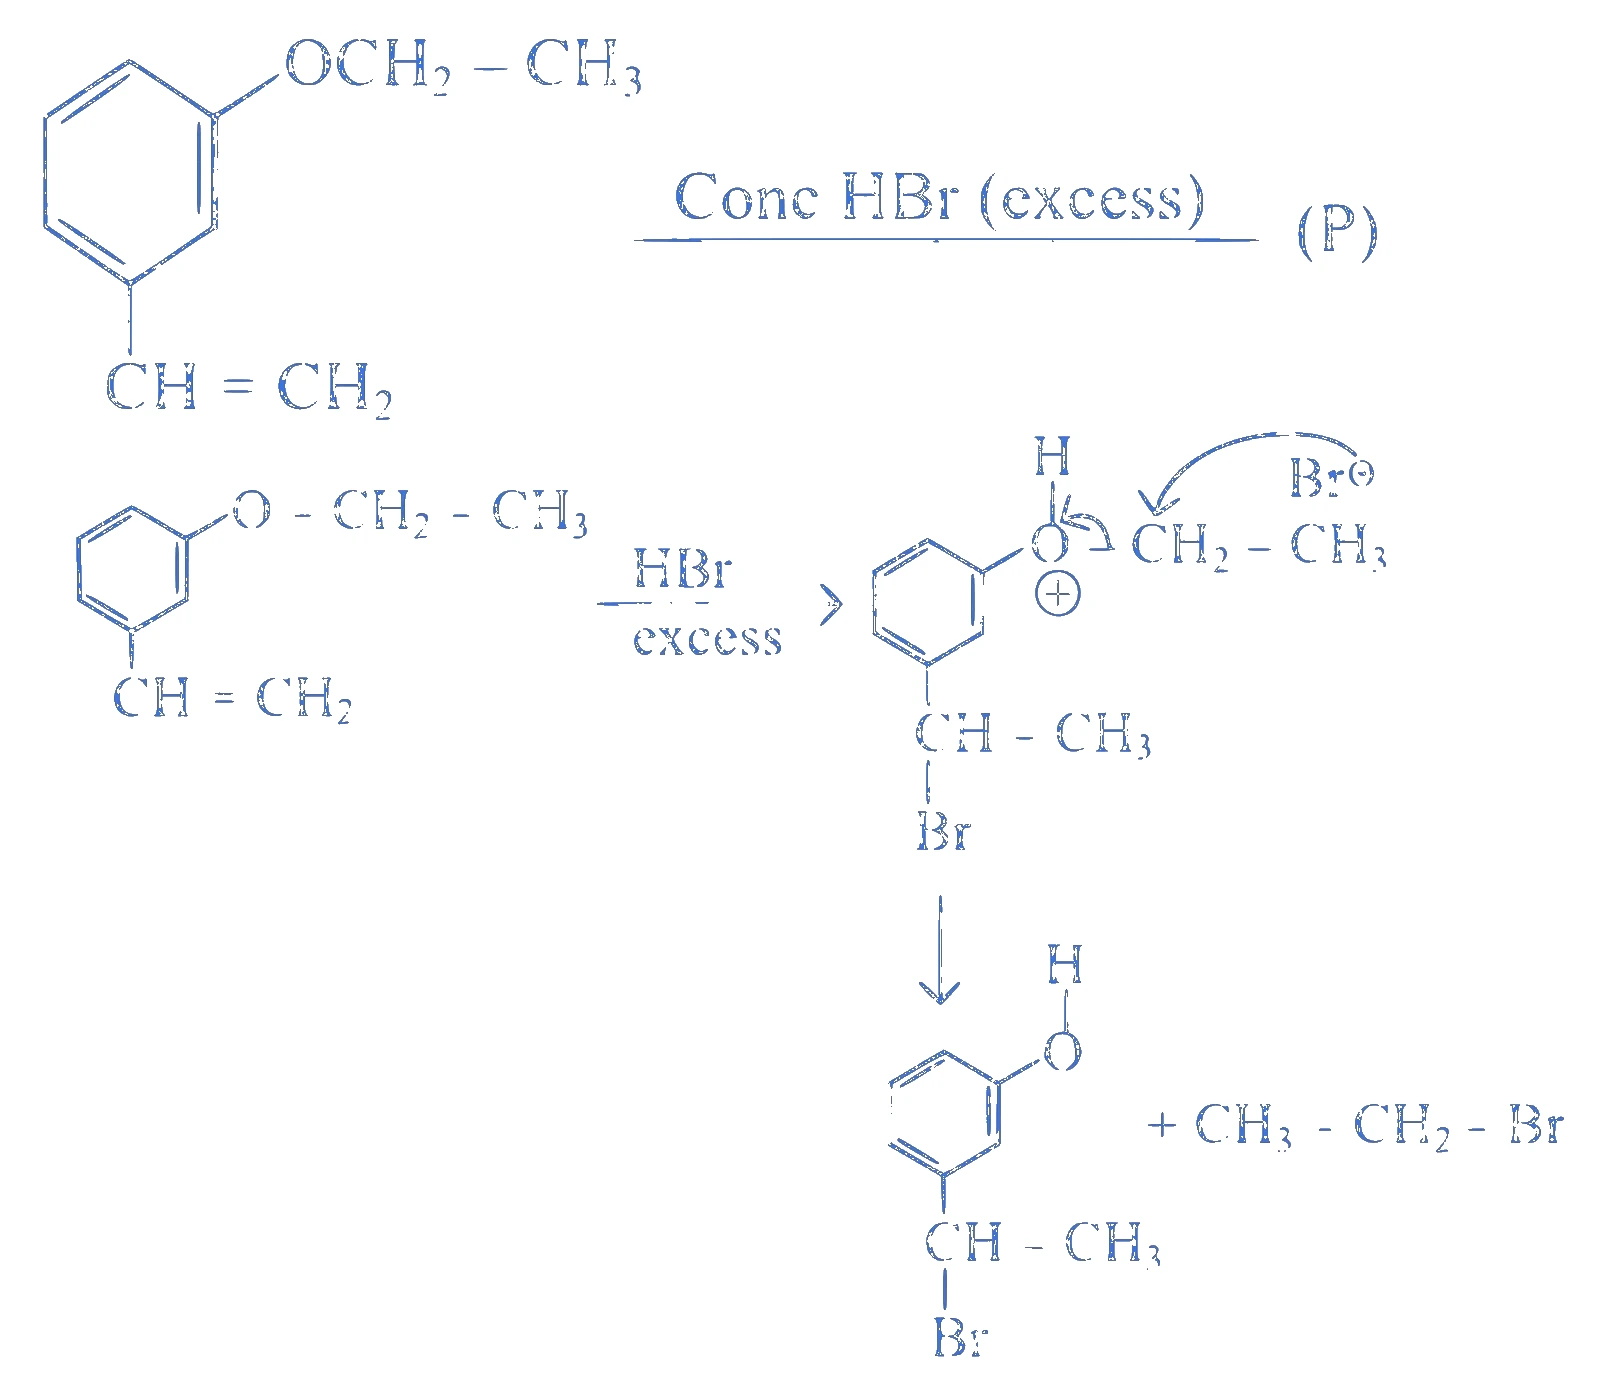 OCH2 – CH3
Conc HBr (excess) (P)
CH = CH2
H
Br⊖
O - CH2 - CH3
O – CH2 – CH3
HBr
⊕
excess
CH = CH2
CH - CH3
Br
H
O
+ CH3 - CH2 - Br
CH - CH3
Br